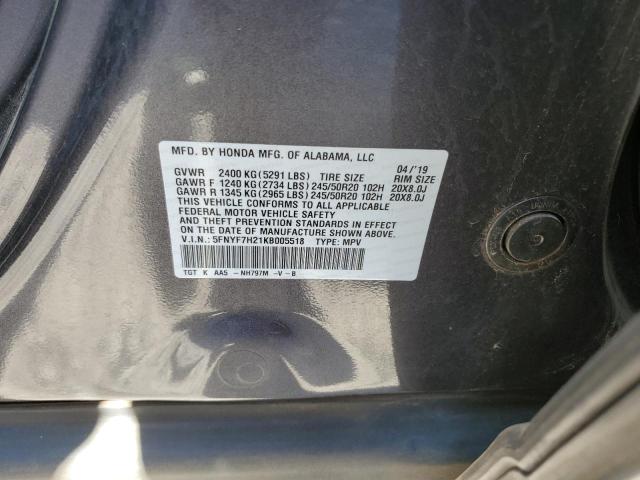 MFD. BY HONDA MFG. OF ALABAMA, LLC
04/'19
GVWR 2400 KG(5291 LBS) TIRE SIZE RIM SIZE
GAWR F 1240 KG(2734 LBS)245/50R20 102H 20X8.0J
GAWR R 1345 KG(2965 LBS)245/50R20 102H 20X8.0J
THIS VEHICLE CONFORMS TO ALL APPLICABLE
FEDERAL MOTOR VEHICLE SAFETY
AND THEFT PREVENTION STANDARDS IN EFFECT
ON THE DATE OF MANUFACTURE SHOWN ABOVE.
V.I.N.: 5FNYF7H21KB005518 TYPE: MPV
TGT K AA5 -NH797M -V-B